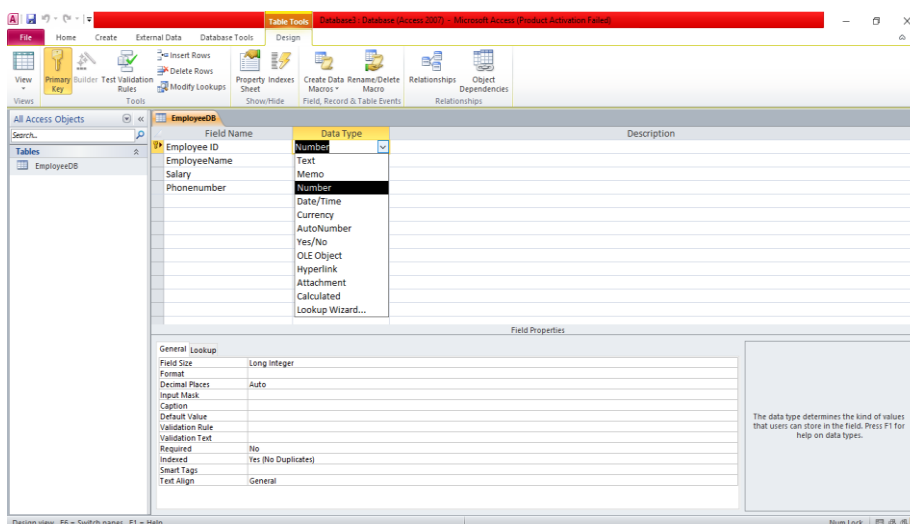 Table Tools Database3 : Database (Access 2007) - Microsoft Access (Product Activation Failed)
File Home Create External Data Database Tools Design
View
Primary Key
Builder
Test Validation Rules
Insert Rows
Delete Rows
Modify Lookups
Property Sheet
Indexes
Create Data Macros
Rename/Delete Macro
Relationships
Object Dependencies
Views Tools Show/Hide Field, Record & Table Events Relationships
All Access Objects
Search...
Tables
EmployeeDB
EmployeeDB
Field Name Data Type Description
Employee ID Number
EmployeeName
Salary
Phonenumber
Text
Memo
Number
Date/Time
Currency
AutoNumber
Yes/No
OLE Object
Hyperlink
Attachment
Calculated
Lookup Wizard...
Field Properties
General Lookup
Field Size Long Integer
Format
Decimal Places Auto
Input Mask
Caption
Default Value
Validation Rule
Validation Text
Required No
Indexed Yes (No Duplicates)
Smart Tags
Text Align General
The data type determines the kind of values
that users can store in the field. Press F1 for
help on data types.
Design view. F6 = Switch panes. F1 = Help. Num Lock